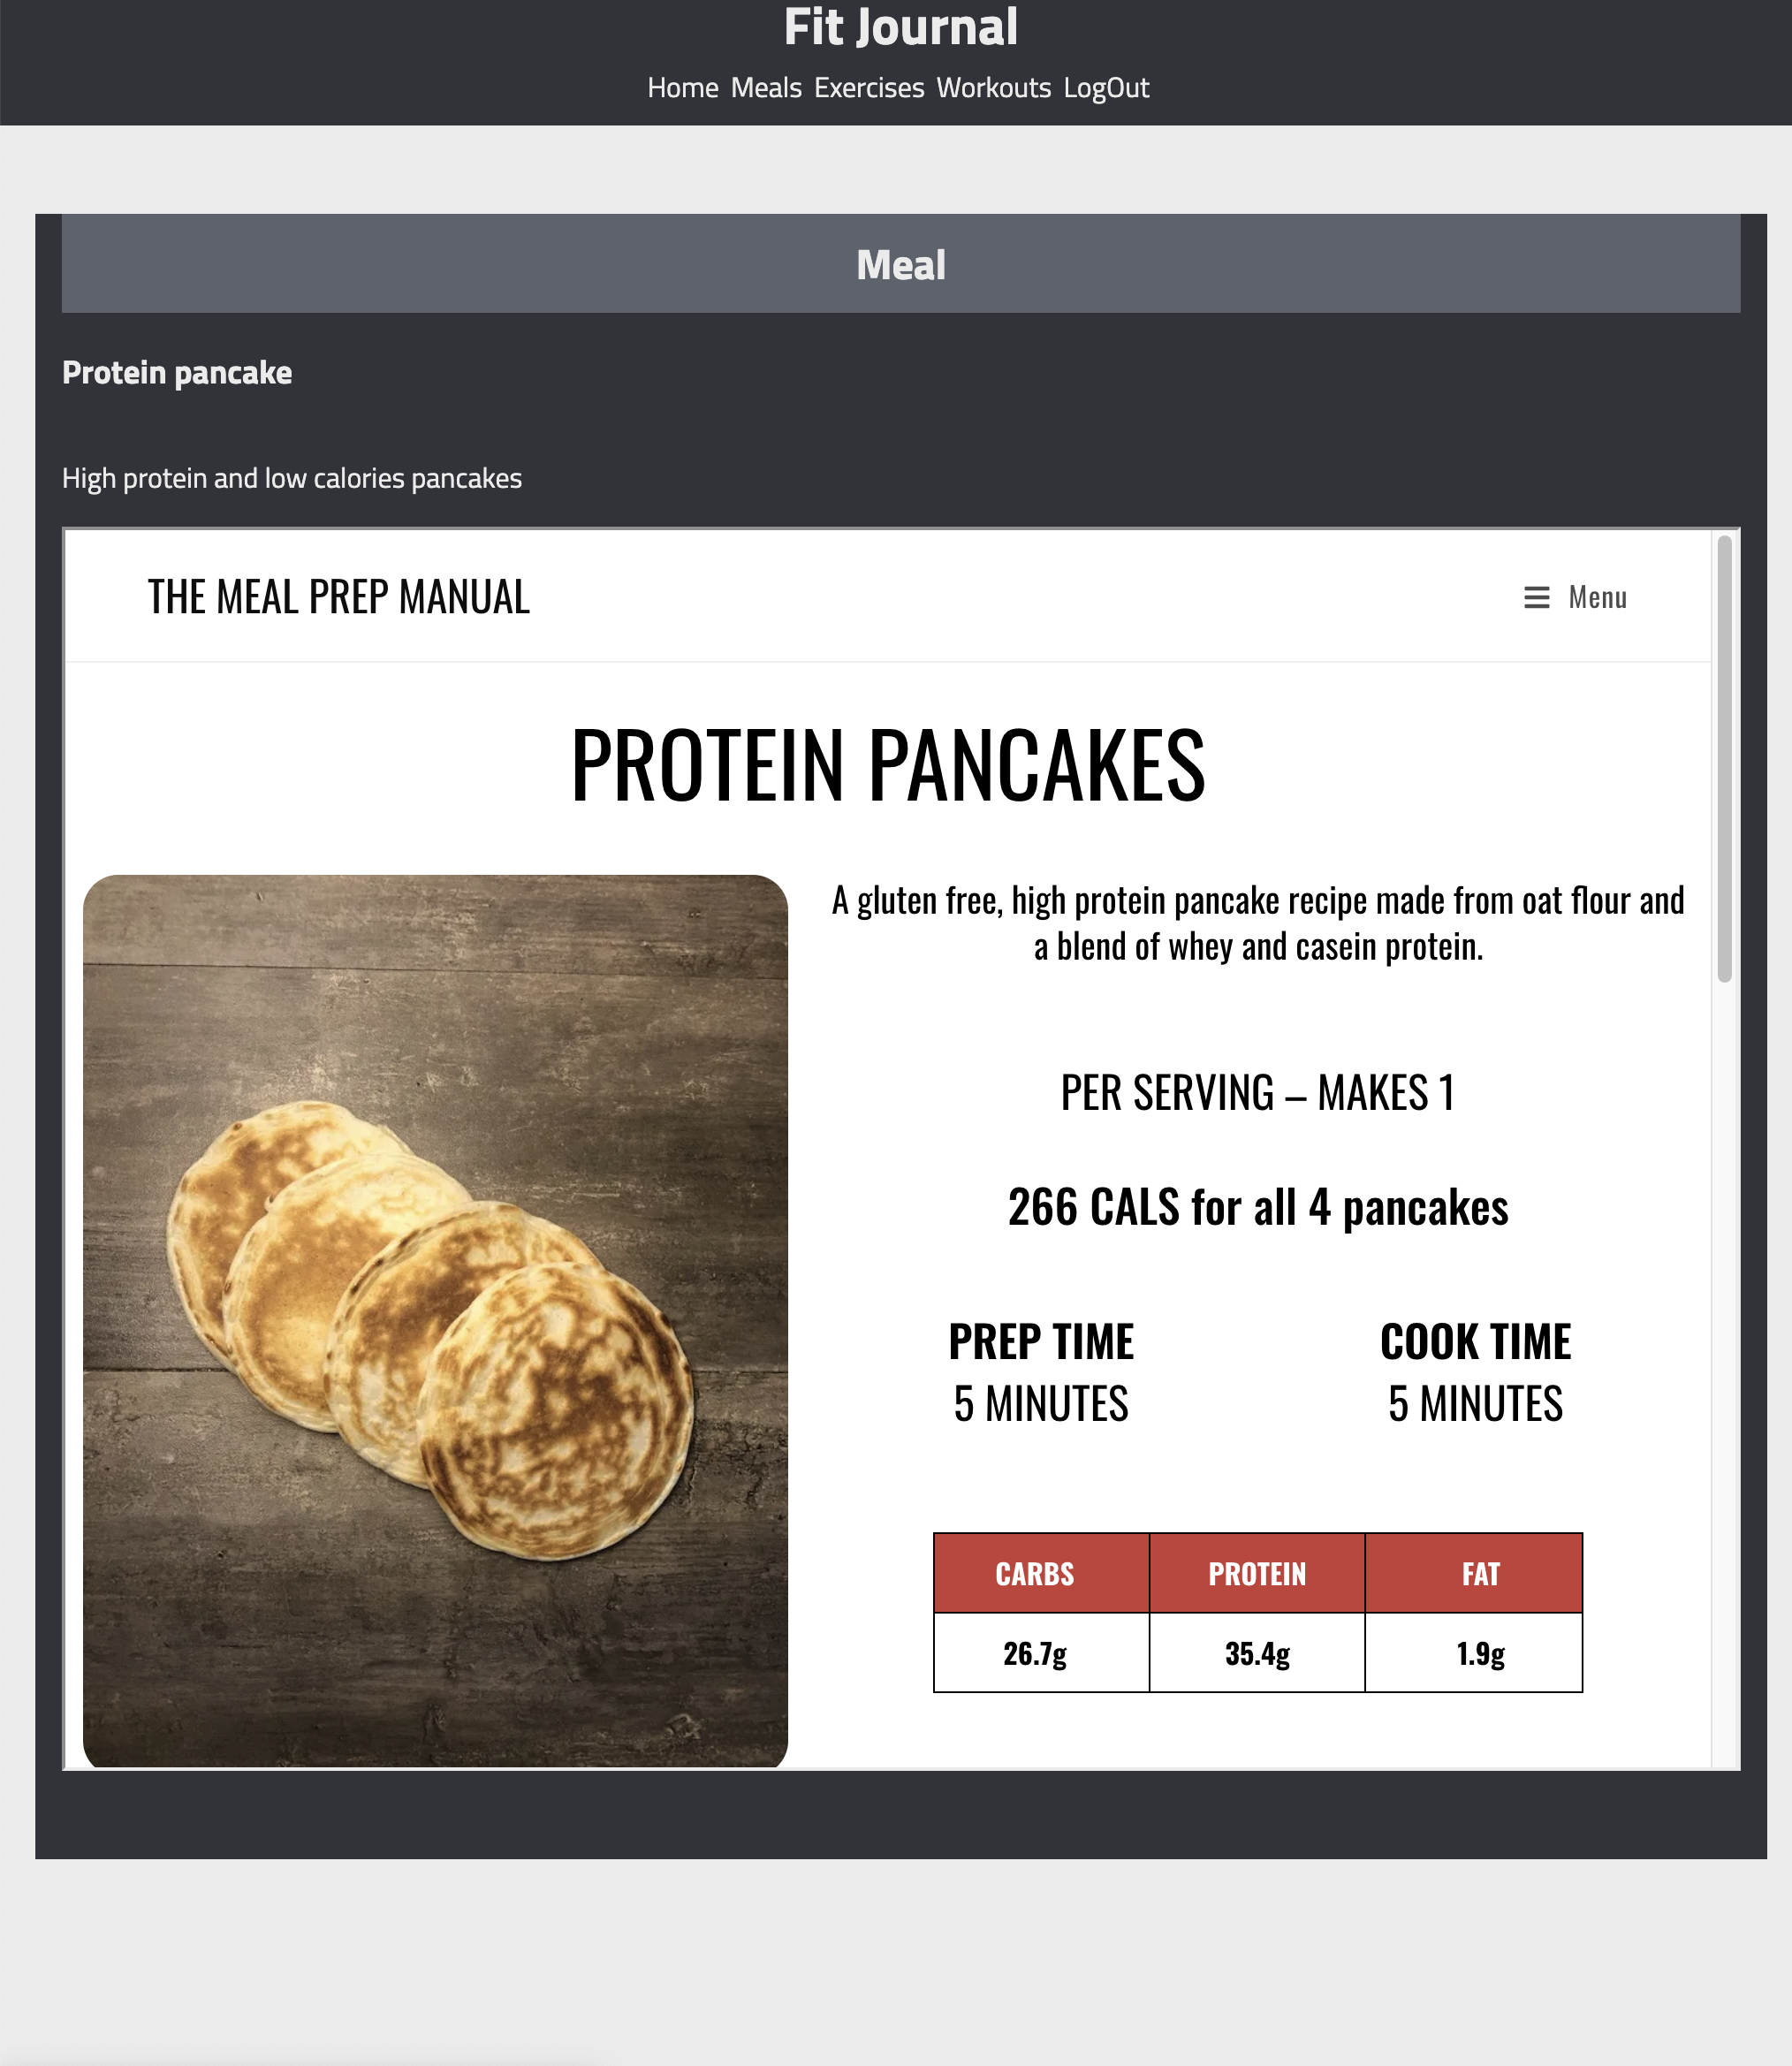 Fit Journal
Home Meals Exercises Workouts LogOut
Meal
Protein pancake
High protein and low calories pancakes
THE MEAL PREP MANUAL
Menu
PROTEIN PANCAKES
A gluten free, high protein pancake recipe made from oat flour and
a blend of whey and casein protein.
PER SERVING – MAKES 1
266 CALS for all 4 pancakes
PREP TIME COOK TIME
5 MINUTES 5 MINUTES
CARBS PROTEIN FAT
26.7g 35.4g 1.9g